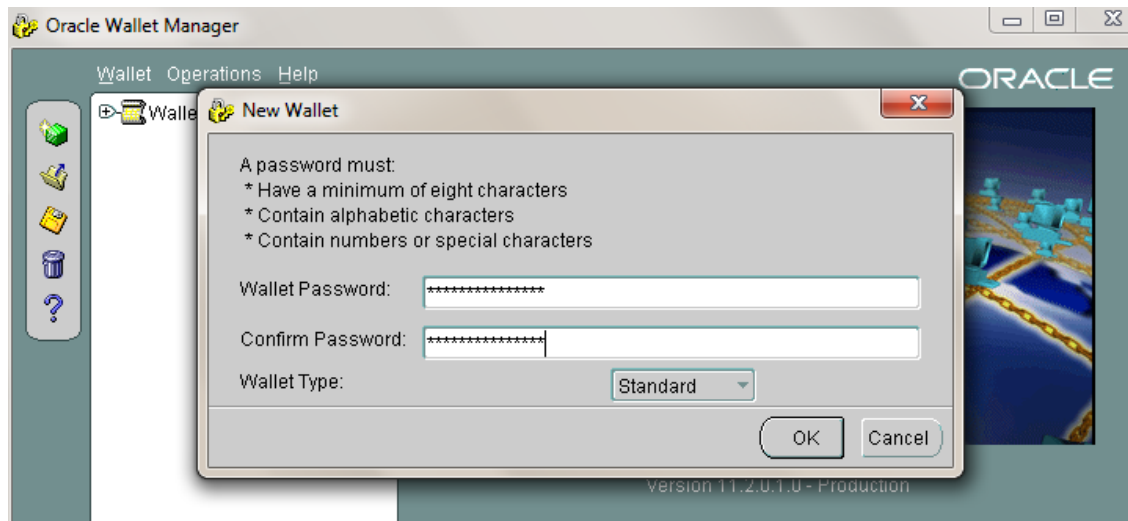 Oracle Wallet Manager
Wallet Operations Help
ORACLE
Walle
New Wallet
A password must:
* Have a minimum of eight characters
* Contain alphabetic characters
* Contain numbers or special characters
Wallet Password: ***************
Confirm Password: ***************
Wallet Type: Standard
OK Cancel
Version 11.2.0.1.0 - Production